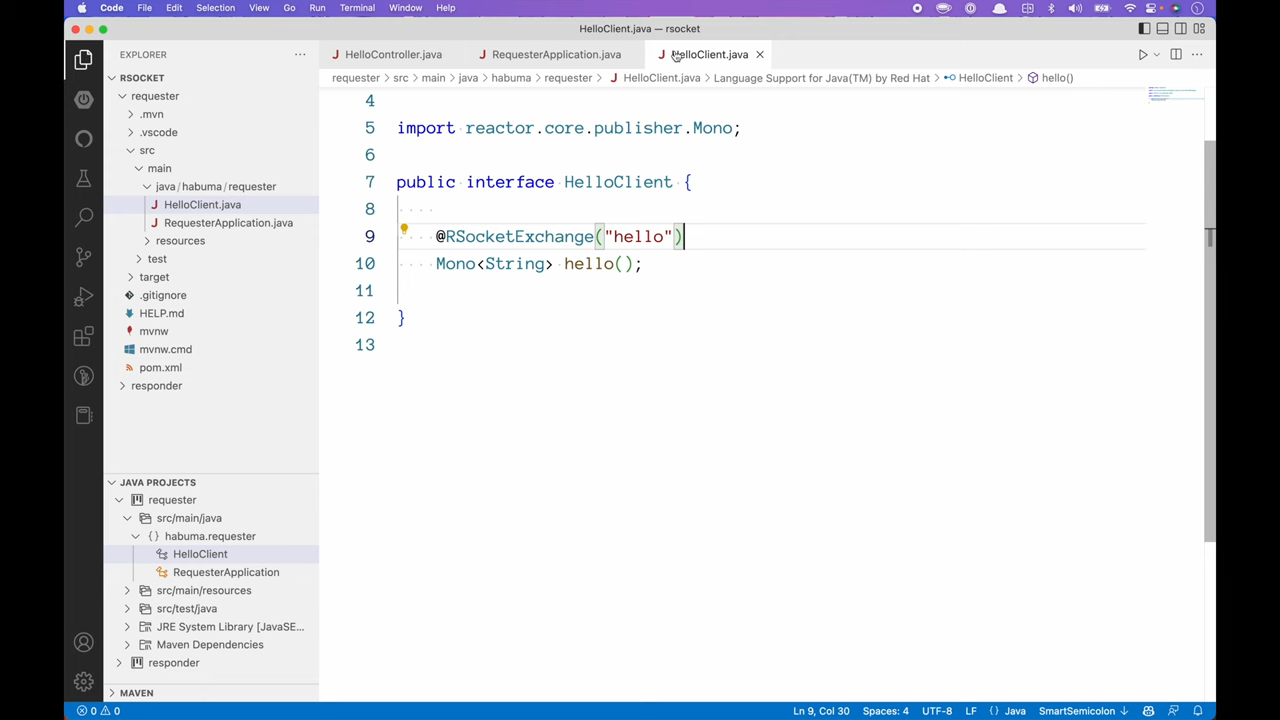 Code File Edit Selection View Go Run Terminal Window Help
HelloClient.java — rsocket
EXPLORER
HelloController.java RequesterApplication.java HelloClient.java
requester > src > main > java > habuma > requester > HelloClient.java > Language Support for Java(TM) by Red Hat > HelloClient > hello()
RSOCKET
requester
.mvn
.vscode
src
main
java / habuma / requester
HelloClient.java
RequesterApplication.java
resources
test
target
.gitignore
HELP.md
mvnw
mvnw.cmd
pom.xml
responder
JAVA PROJECTS
requester
src/main/java
{} habuma.requester
HelloClient
RequesterApplication
src/main/resources
src/test/java
JRE System Library [JavaSE...
Maven Dependencies
responder
MAVEN
4
5 import reactor.core.publisher.Mono;
6
7 public interface HelloClient {
8
9 @RSocketExchange("hello")
10 Mono<String> hello();
11
12 }
13
0 0 Ln 9, Col 30 Spaces: 4 UTF-8 LF {} Java SmartSemicolon